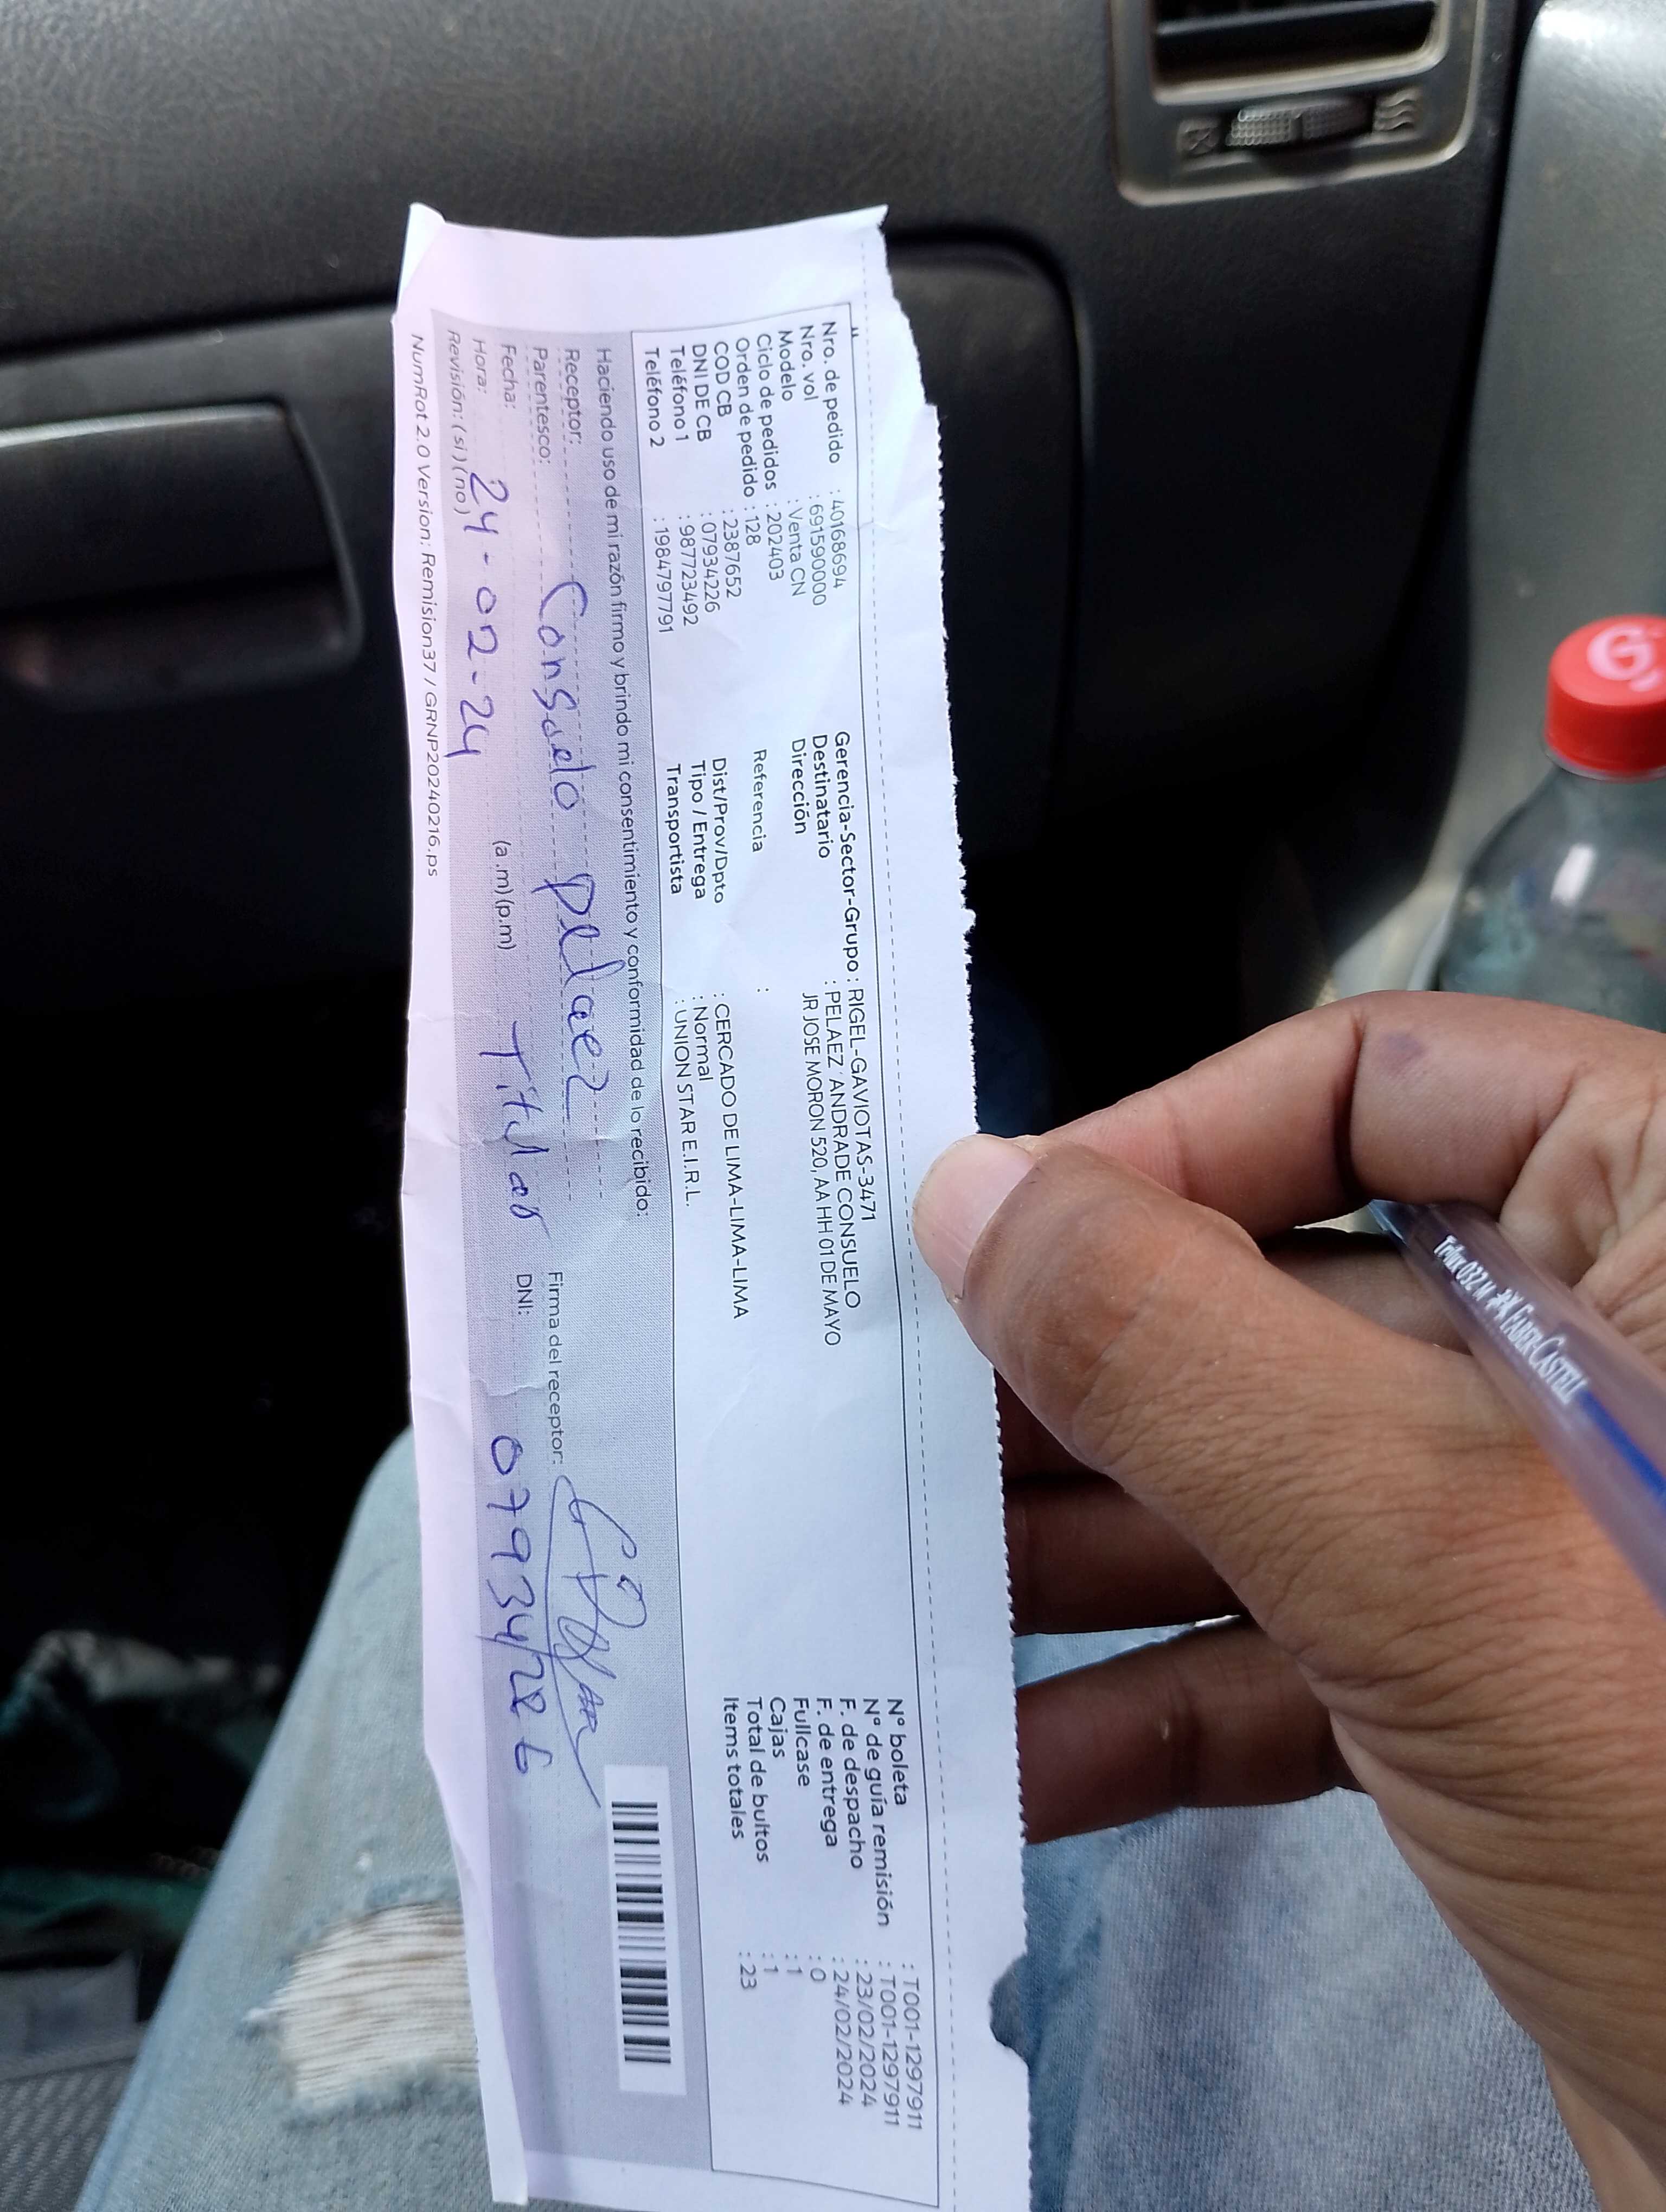 Nro. de pedido : 40168694
Nro. vol : 691590000
Modelo : Venta CN
Ciclo de pedidos : 202403
Orden de pedido : 128
COD CB : 2387652
DNI DE CB : 07934226
Teléfono 1 : 987723492
Teléfono 2 : 1984797791
Gerencia-Sector-Grupo : RIGEL-GAVIOTAS-3471
Destinatario : PELAEZ ANDRADE CONSUELO
Dirección JR JOSE MORON 520, AA HH 01 DE MAYO
Referencia :
Dist/Prov/Dpto : CERCADO DE LIMA-LIMA-LIMA
Tipo / Entrega : Normal
Transportista : UNION STAR E.I.R.L.
N° boleta : T001-1297911
N° de guía remisión : T001-1297911
F. de despacho : 23/02/2024
F. de entrega : 24/02/2024
Fullcase : 0
Cajas : 1
Total de bultos : 1
Items totales : 23
Haciendo uso de mi razón firmo y brindo mi consentimiento y conformidad de lo recibido:
Receptor: Consuelo Pelaez
Parentesco: Titular
Firma del receptor:
Fecha: 24-02-24
DNI: 07934226
Hora: (a.m) (p.m)
Revisión: (si) (no)
NumRot 2.0 Version: Remision37 / GRNP20240216.ps
Trilux 032 M FABER-CASTELL